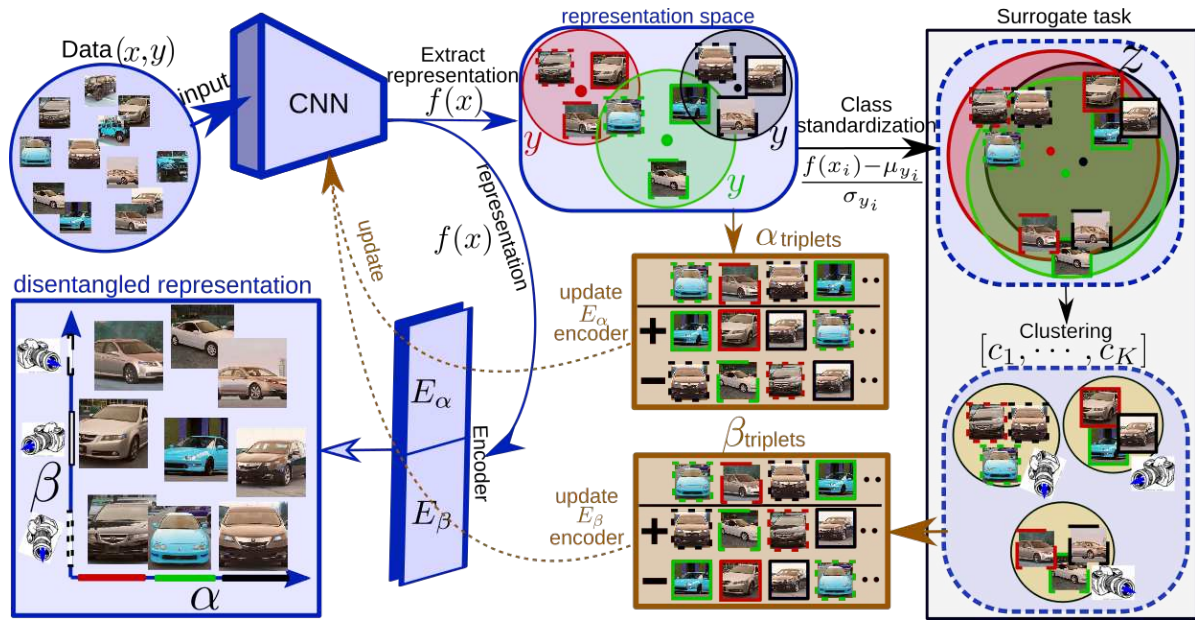 Data(x,y)
input
CNN
Extract
representation
f(x)
representation space
y
y
y
Class
standardization
f(x_i)−μ_{y_i}
σ_{y_i}
Surrogate task
z
update
f(x)
representation
α triplets
update
E_α
encoder
+
−
Clustering
[c_1, ⋯ , c_K]
disentangled representation
β
α
E_α
E_β
Encoder
β triplets
update
E_β
encoder
+
−